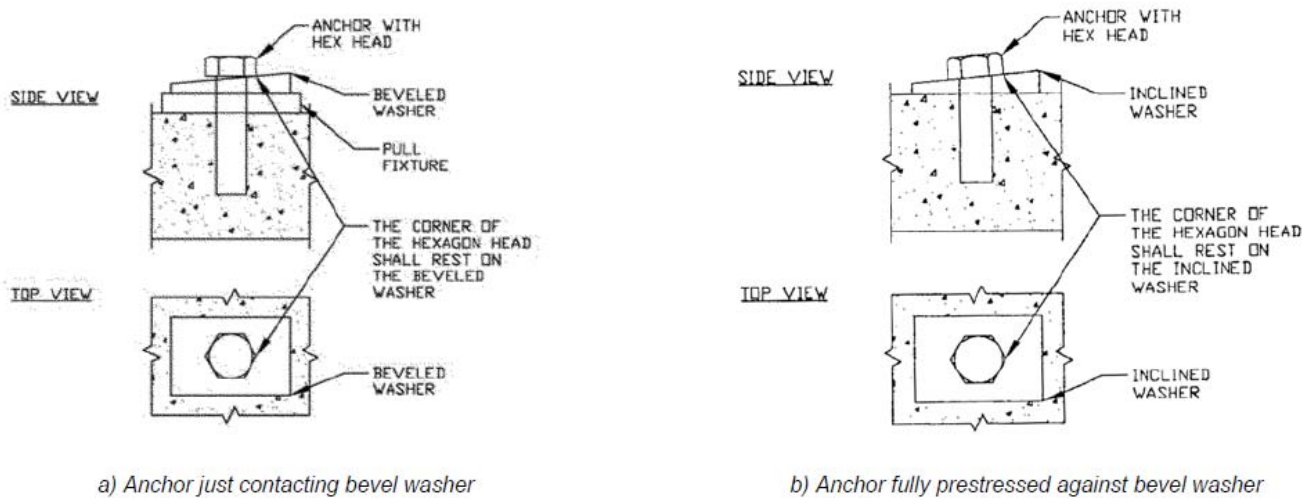 ANCHOR WITH
HEX HEAD
SIDE VIEW
BEVELED
WASHER
PULL
FIXTURE
THE CORNER OF
THE HEXAGON HEAD
SHALL REST ON
THE BEVELED
WASHER
TOP VIEW
BEVELED
WASHER
a) Anchor just contacting bevel washer
ANCHOR WITH
HEX HEAD
SIDE VIEW
INCLINED
WASHER
THE CORNER OF
THE HEXAGON HEAD
SHALL REST ON
THE INCLINED
WASHER
TOP VIEW
INCLINED
WASHER
b) Anchor fully prestressed against bevel washer